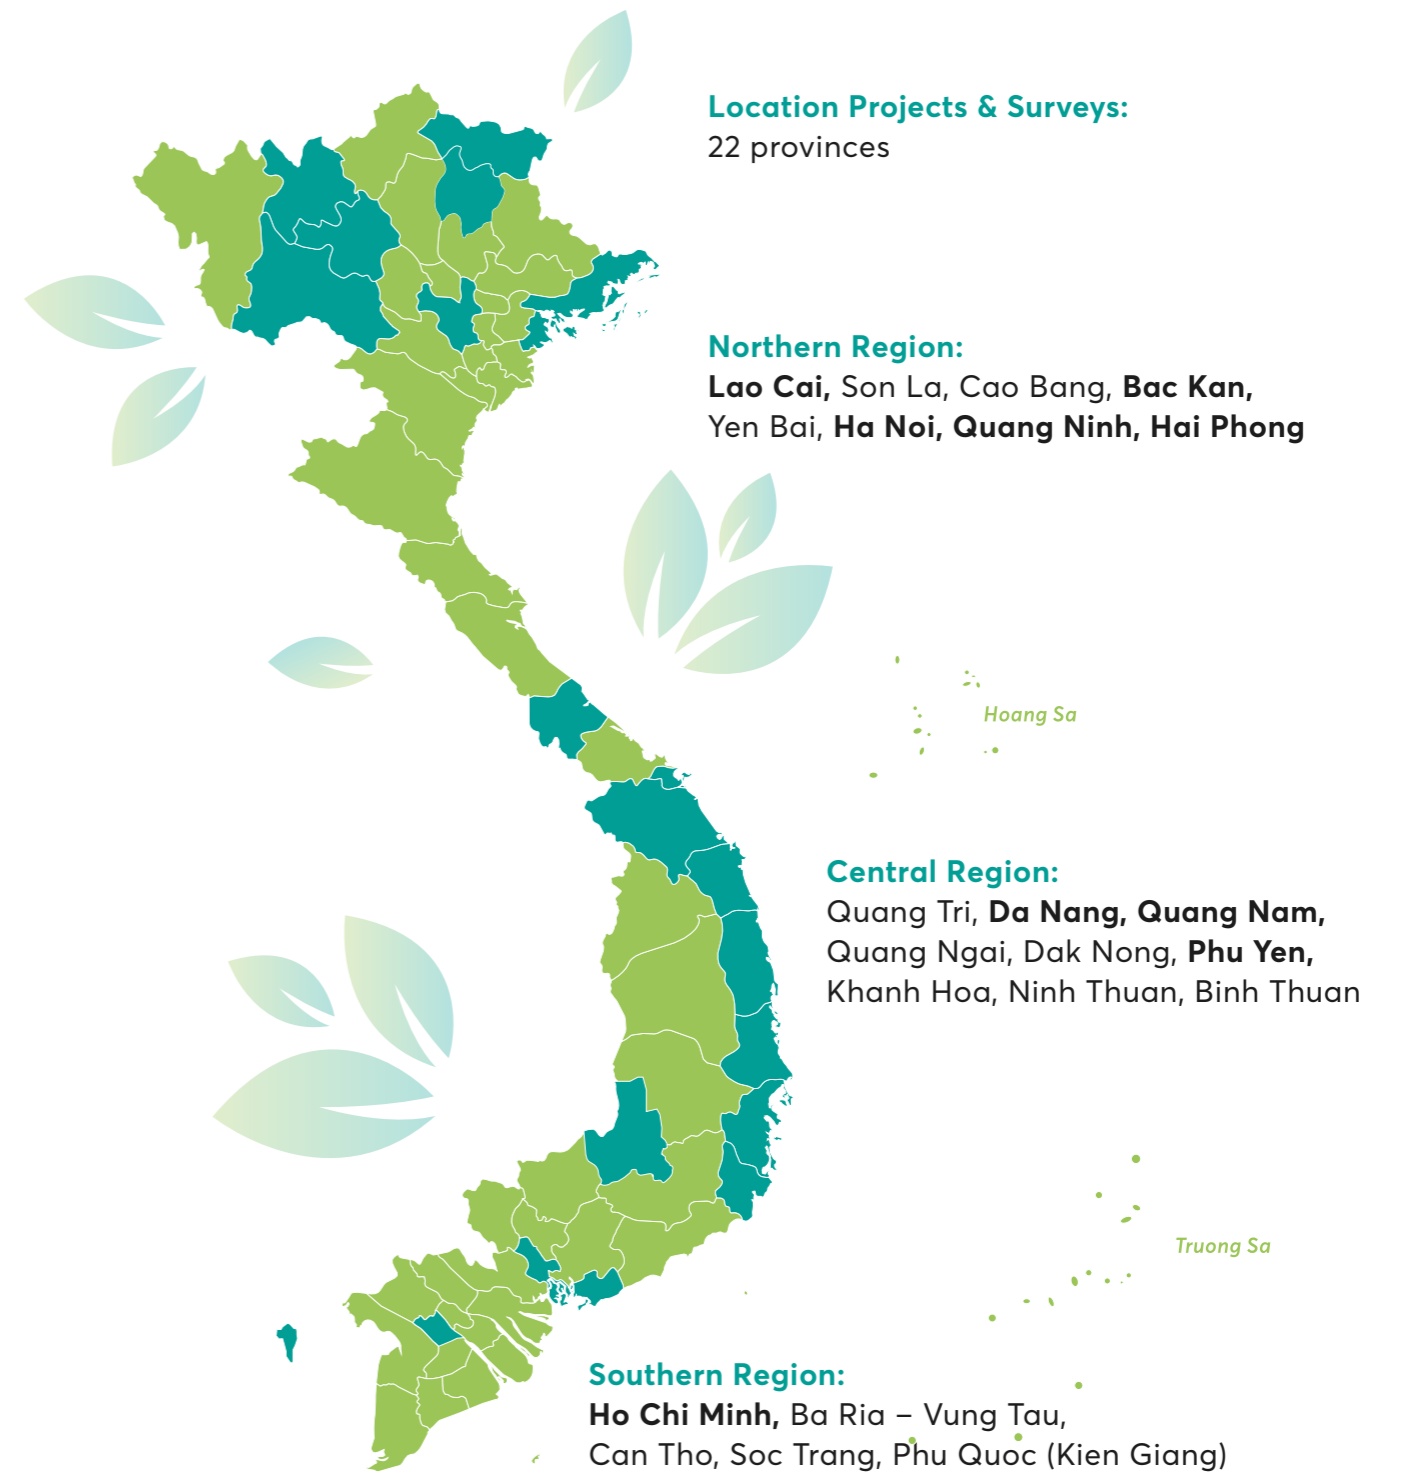 Location Projects & Surveys:
22 provinces
Northern Region:
Lao Cai, Son La, Cao Bang, Bac Kan,
Yen Bai, Ha Noi, Quang Ninh, Hai Phong
Hoang Sa
Central Region:
Quang Tri, Da Nang, Quang Nam,
Quang Ngai, Dak Nong, Phu Yen,
Khanh Hoa, Ninh Thuan, Binh Thuan
Truong Sa
Southern Region:
Ho Chi Minh, Ba Ria – Vung Tau,
Can Tho, Soc Trang, Phu Quoc (Kien Giang)